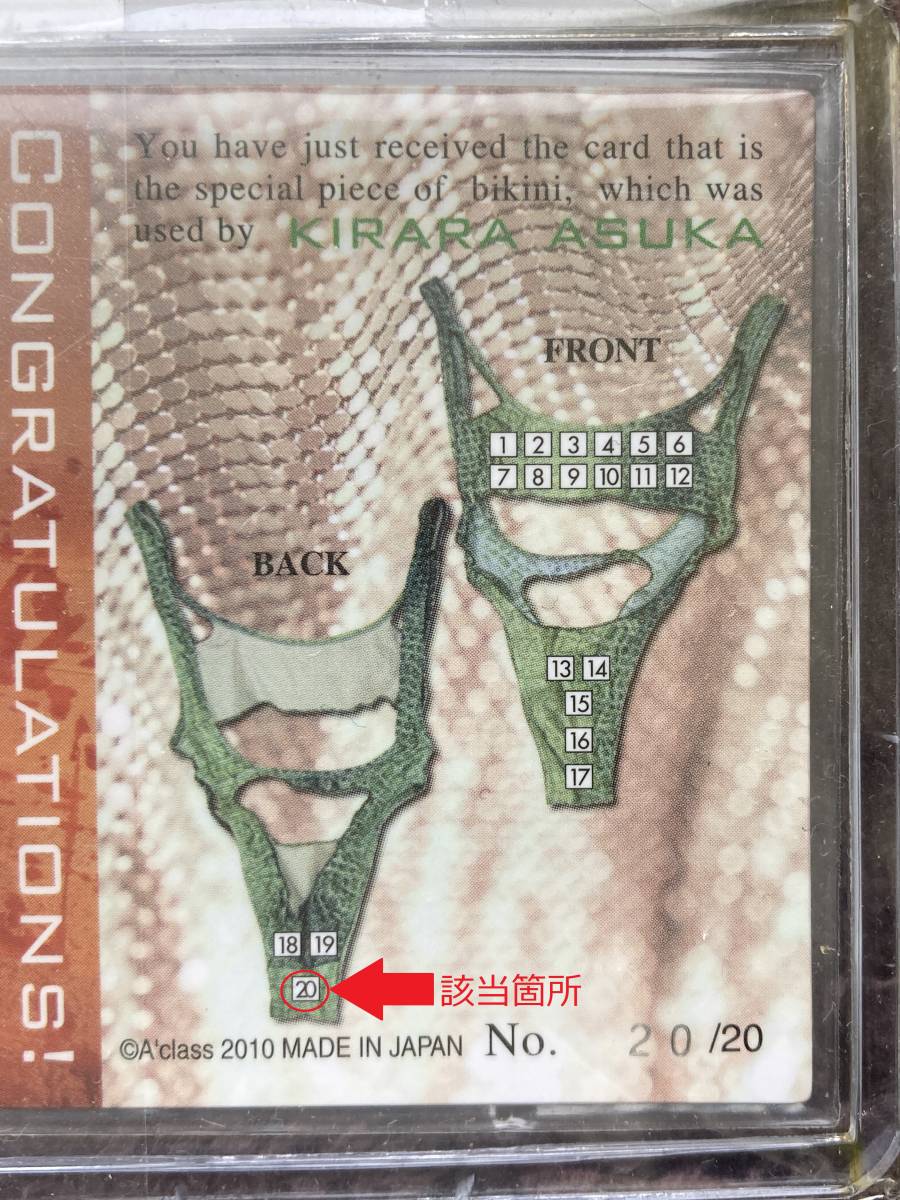 CONGRATULATIONS!
You have just received the card that is
the special piece of bikini, which was
used by KIRARA ASUKA
FRONT
1 2 3 4 5 6
7 8 9 10 11 12
13 14
15
16
17
BACK
18 19
20
該当箇所
©A'class 2010 MADE IN JAPAN No. 20/20